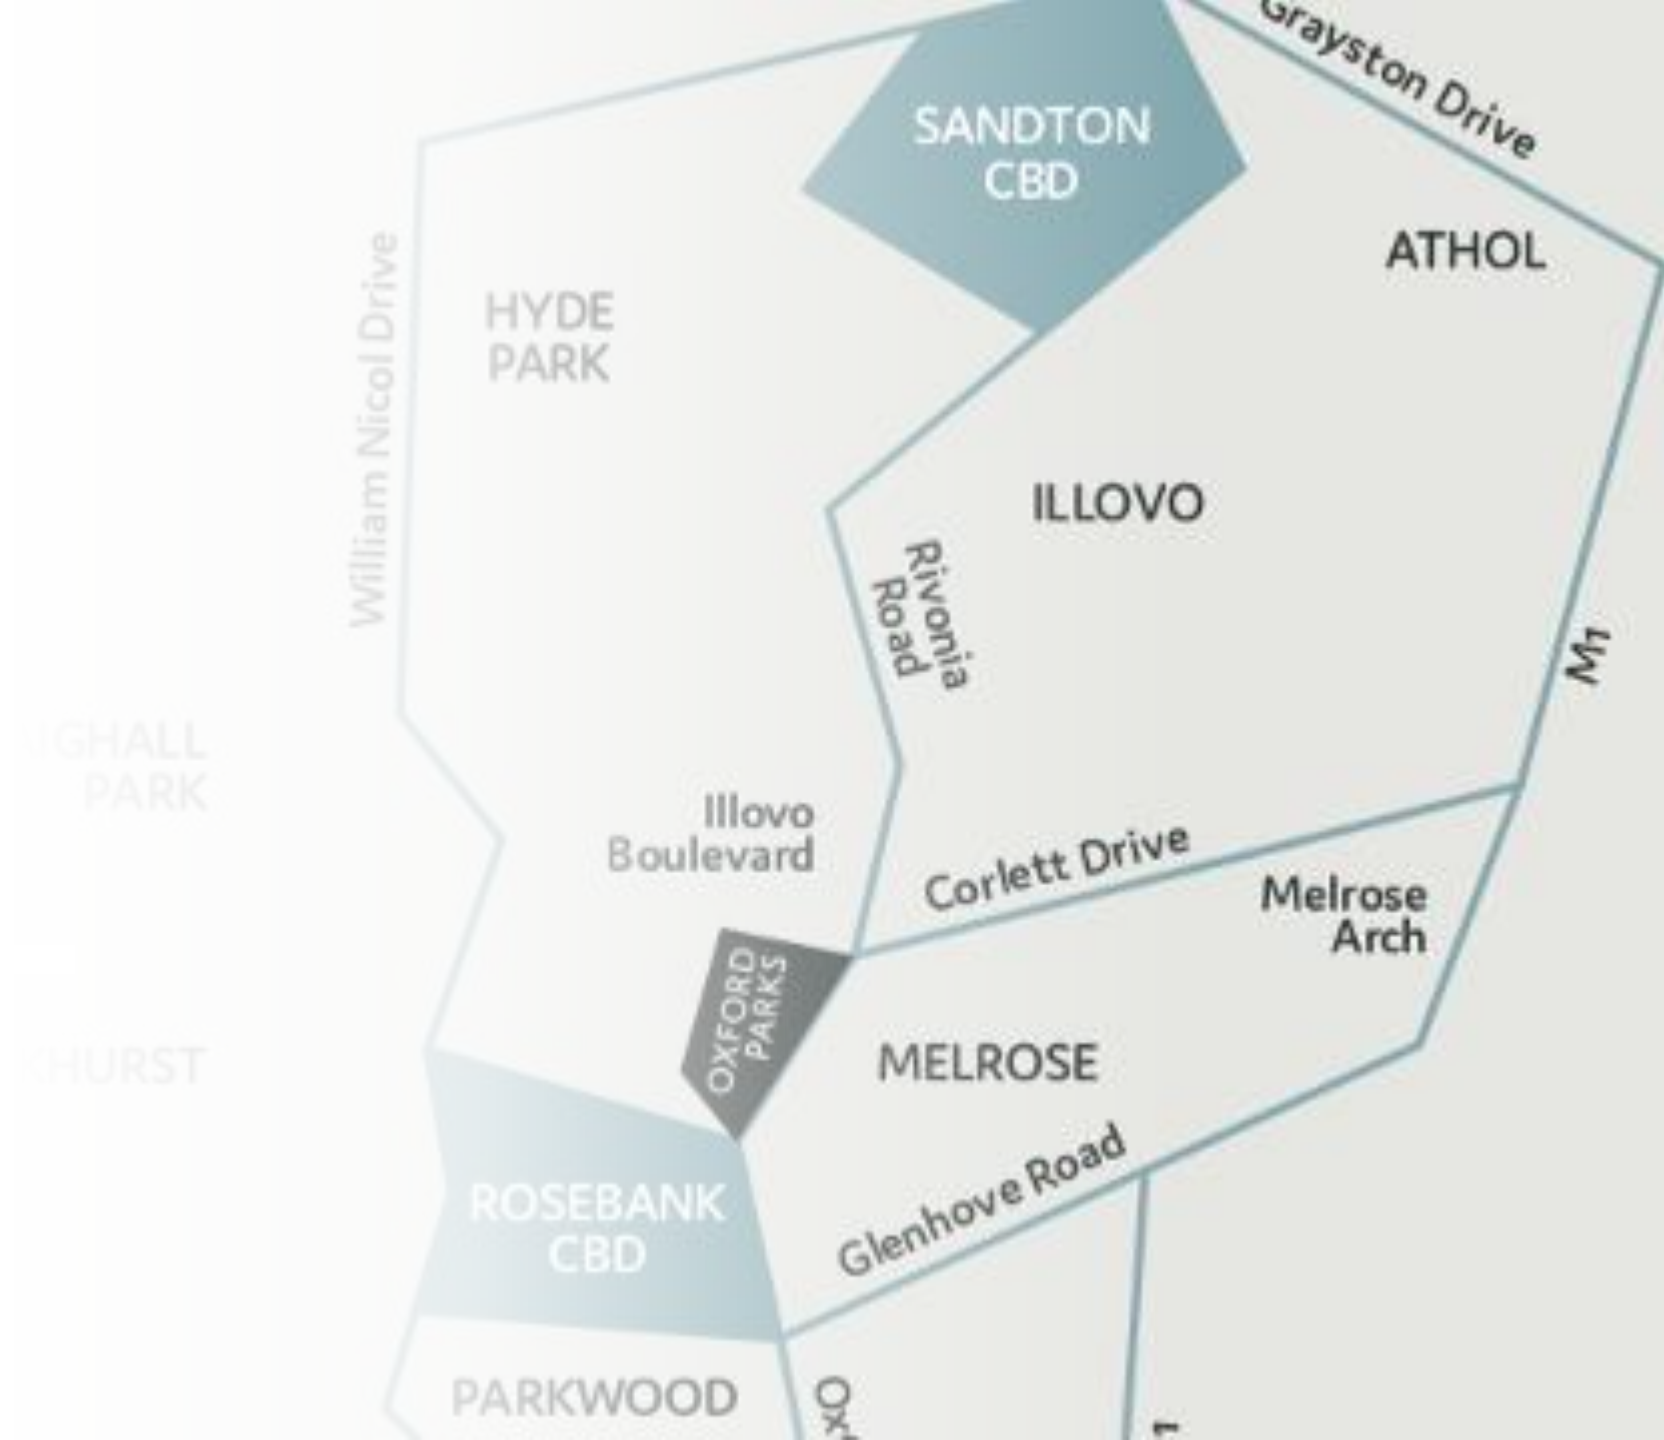 Grayston Drive
SANDTON
CBD
ATHOL
William Nicol Drive
HYDE
PARK
ILLOVO
Rivonia
Road
M1
PARK
Illovo
Boulevard
Corlett Drive
Melrose
Arch
OXFORD
PARKS
MELROSE
Glenhove Road
ROSEBANK
CBD
PARKWOOD